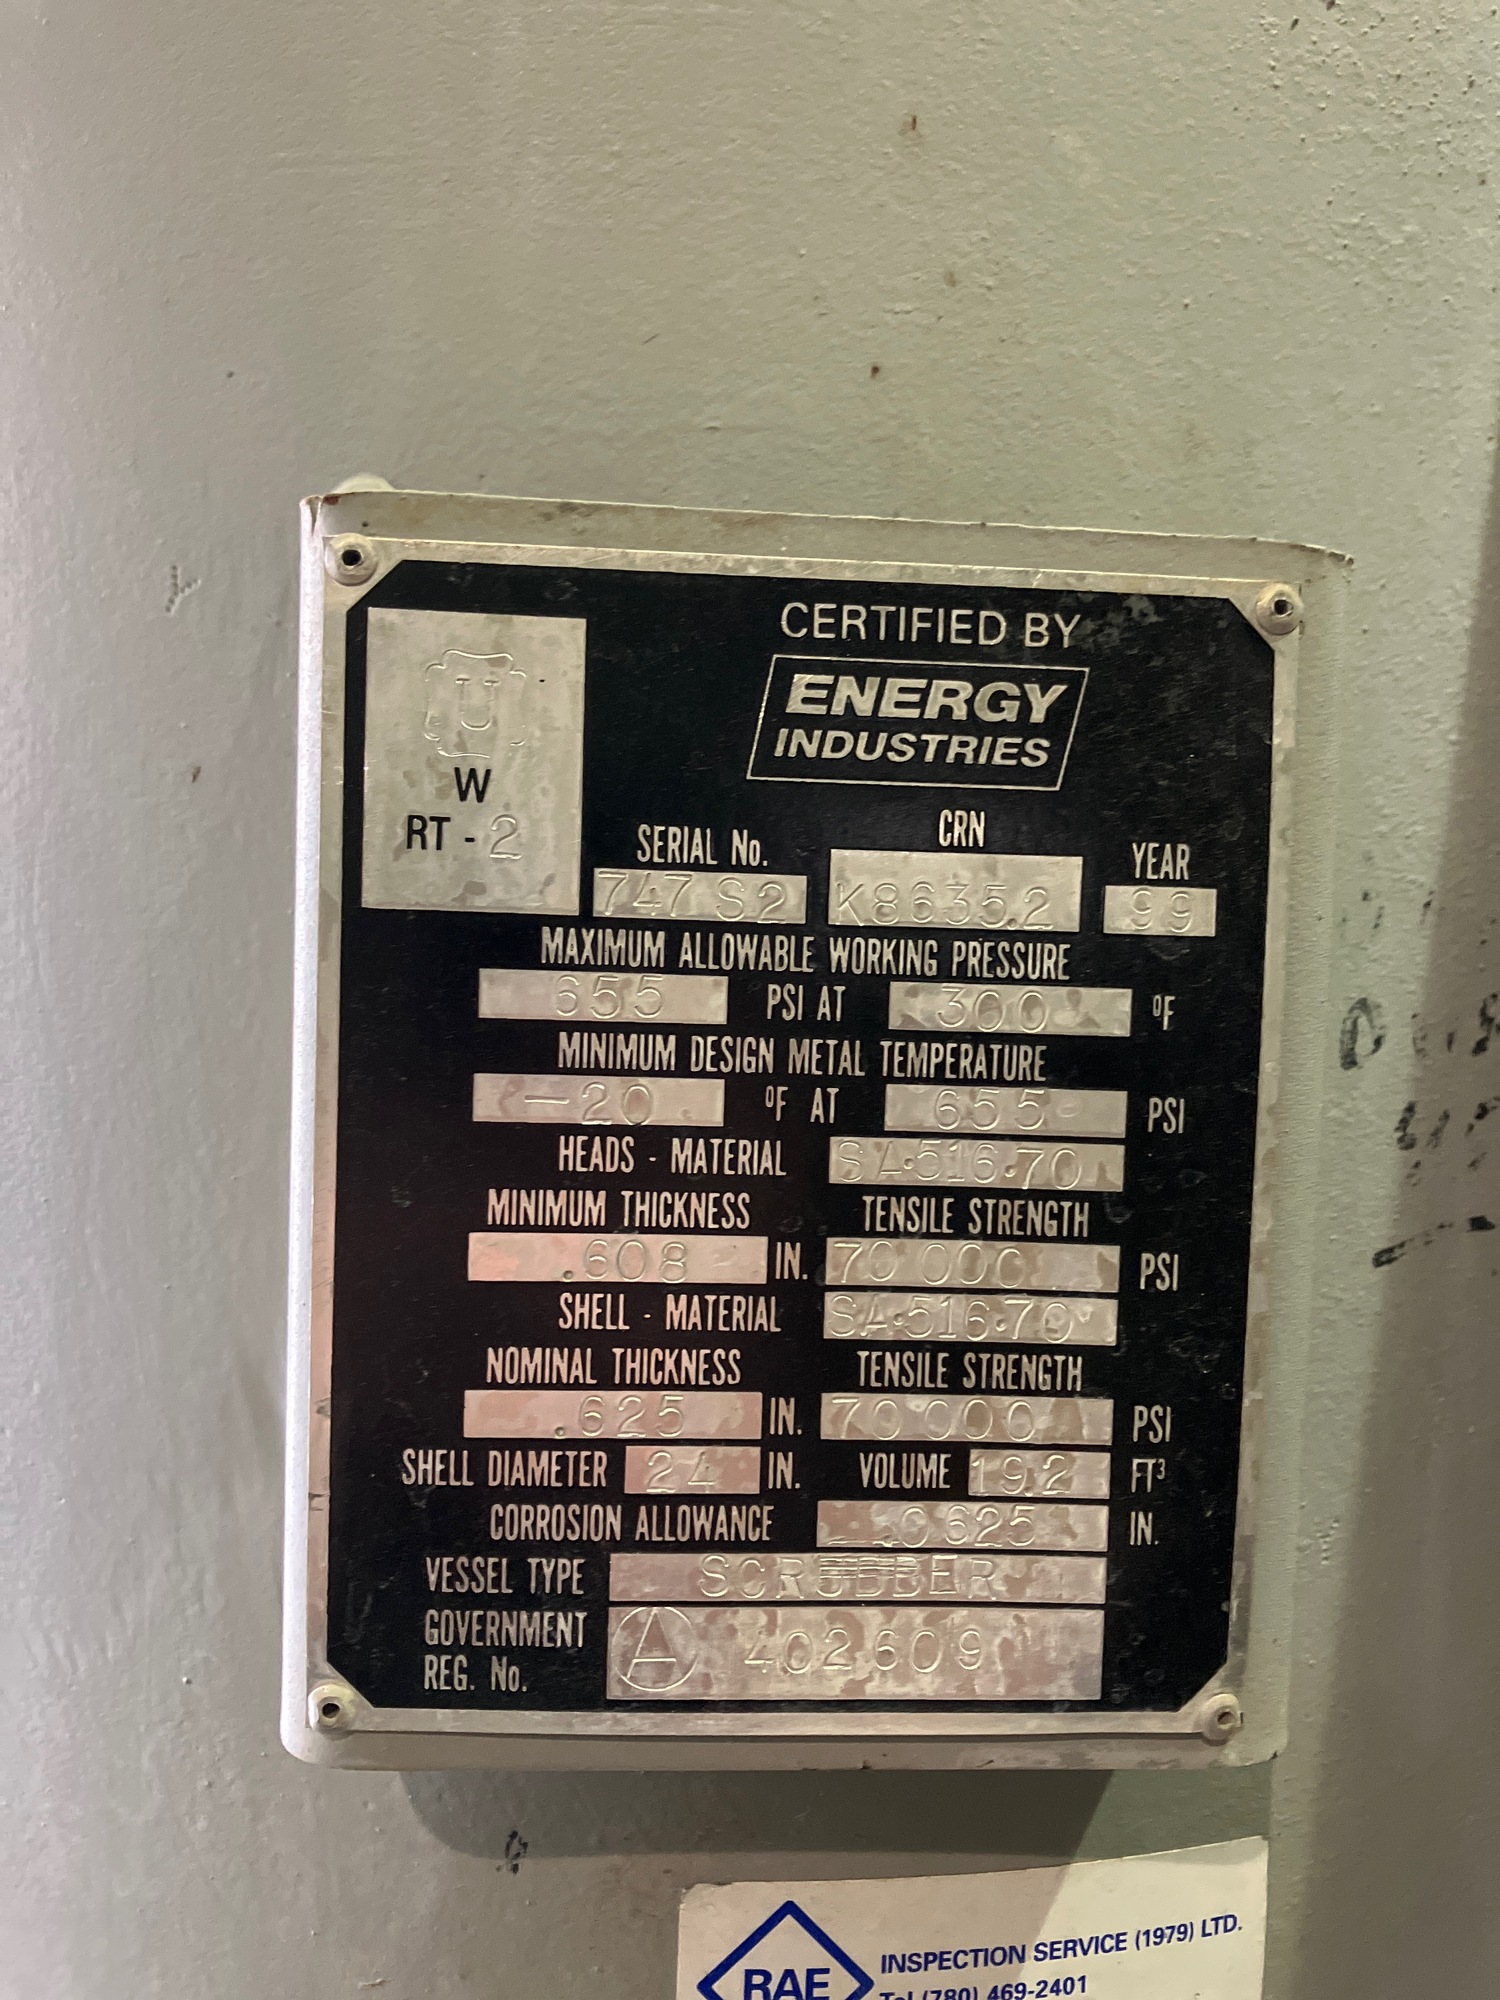 U
W
RT - 2
CERTIFIED BY
ENERGY
INDUSTRIES
SERIAL No. CRN YEAR
747 S2 K8635.2 99
MAXIMUM ALLOWABLE WORKING PRESSURE
655 PSI AT 300 °F
MINIMUM DESIGN METAL TEMPERATURE
-20 °F AT 655 PSI
HEADS - MATERIAL SA·516·70
MINIMUM THICKNESS TENSILE STRENGTH
.608 IN. 70 000 PSI
SHELL - MATERIAL SA·516·70
NOMINAL THICKNESS TENSILE STRENGTH
.625 IN. 70 000 PSI
SHELL DIAMETER 24 IN. VOLUME 19.2 FT³
CORROSION ALLOWANCE .0625 IN.
VESSEL TYPE SCRUBBER
GOVERNMENT
REG. No. A 402609
RAE INSPECTION SERVICE (1979) LTD.
Tel (780) 469-2401